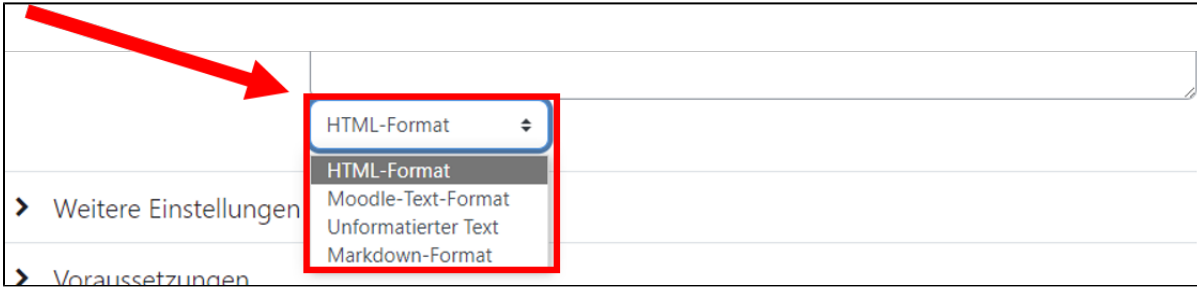 HTML-Format
HTML-Format
Moodle-Text-Format
Unformatierter Text
Markdown-Format
Weitere Einstellungen
Voraussetzungen